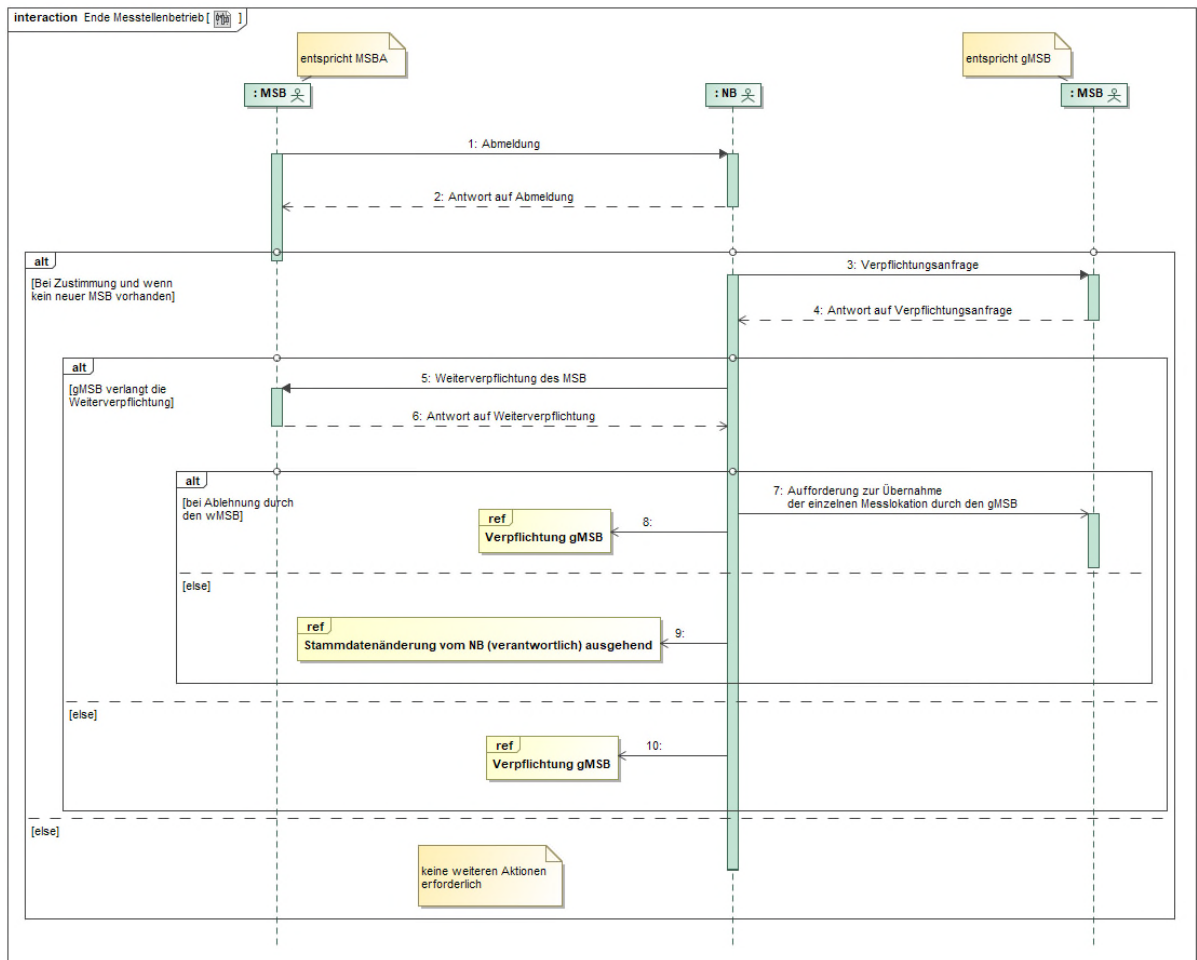 interaction Ende Messtellenbetrieb [ ]
entspricht MSBA
entspricht gMSB
: MSB
: NB
: MSB
1: Abmeldung
2: Antwort auf Abmeldung
alt
[Bei Zustimmung und wenn
kein neuer MSB vorhanden]
3: Verpflichtungsanfrage
4: Antwort auf Verpflichtungsanfrage
alt
[gMSB verlangt die
Weiterverpflichtung]
5: Weiterverpflichtung des MSB
6: Antwort auf Weiterverpflichtung
alt
[bei Ablehnung durch
den wMSB]
7: Aufforderung zur Übernahme
der einzelnen Messlokation durch den gMSB
ref
Verpflichtung gMSB
8:
[else]
ref
Stammdatenänderung vom NB (verantwortlich) ausgehend
9:
[else]
ref
Verpflichtung gMSB
10:
[else]
keine weiteren Aktionen
erforderlich